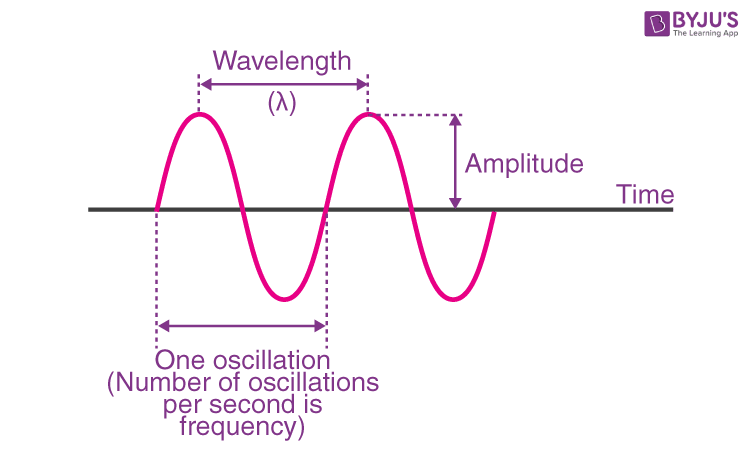 BYJU'S
The Learning App
Wavelength
(λ)
Amplitude
Time
One oscillation
(Number of oscillations
per second is
frequency)